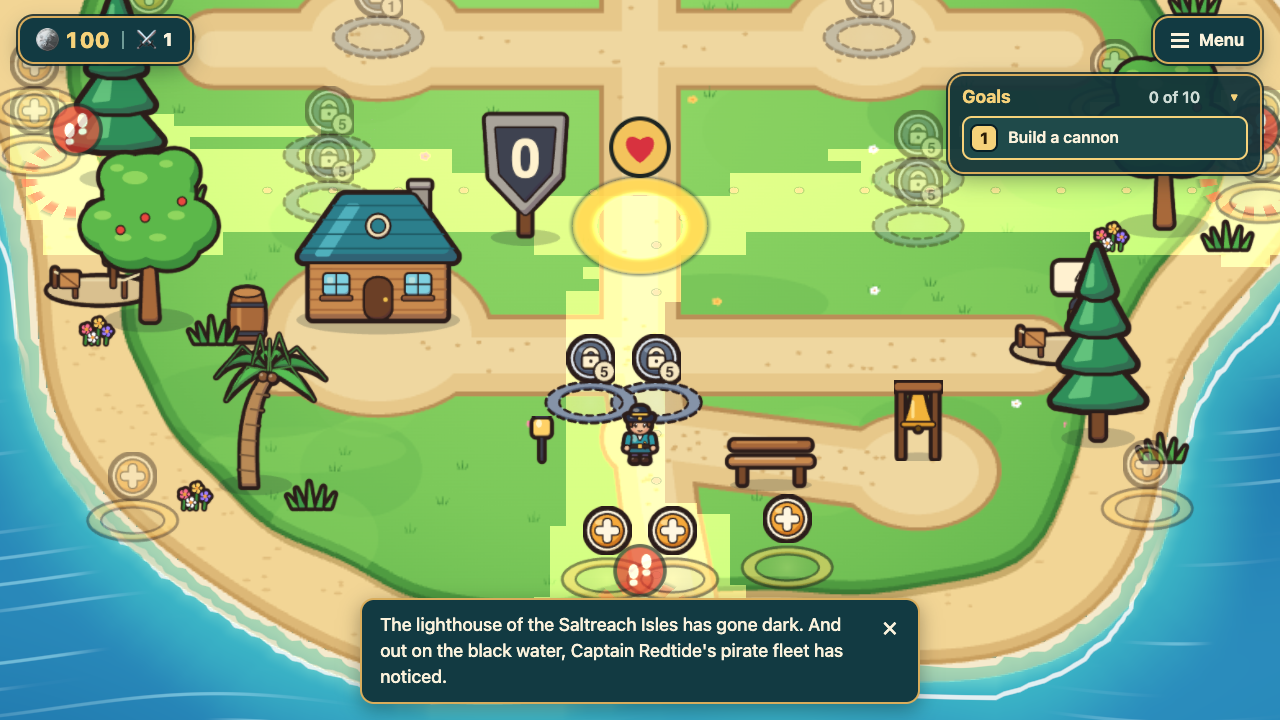 100 | 1
1
1
Menu
Goals
0 of 10
1 Build a cannon
5
5
0
5
5
5
5
The lighthouse of the Saltreach Isles has gone dark. And
out on the black water, Captain Redtide's pirate fleet has
noticed.